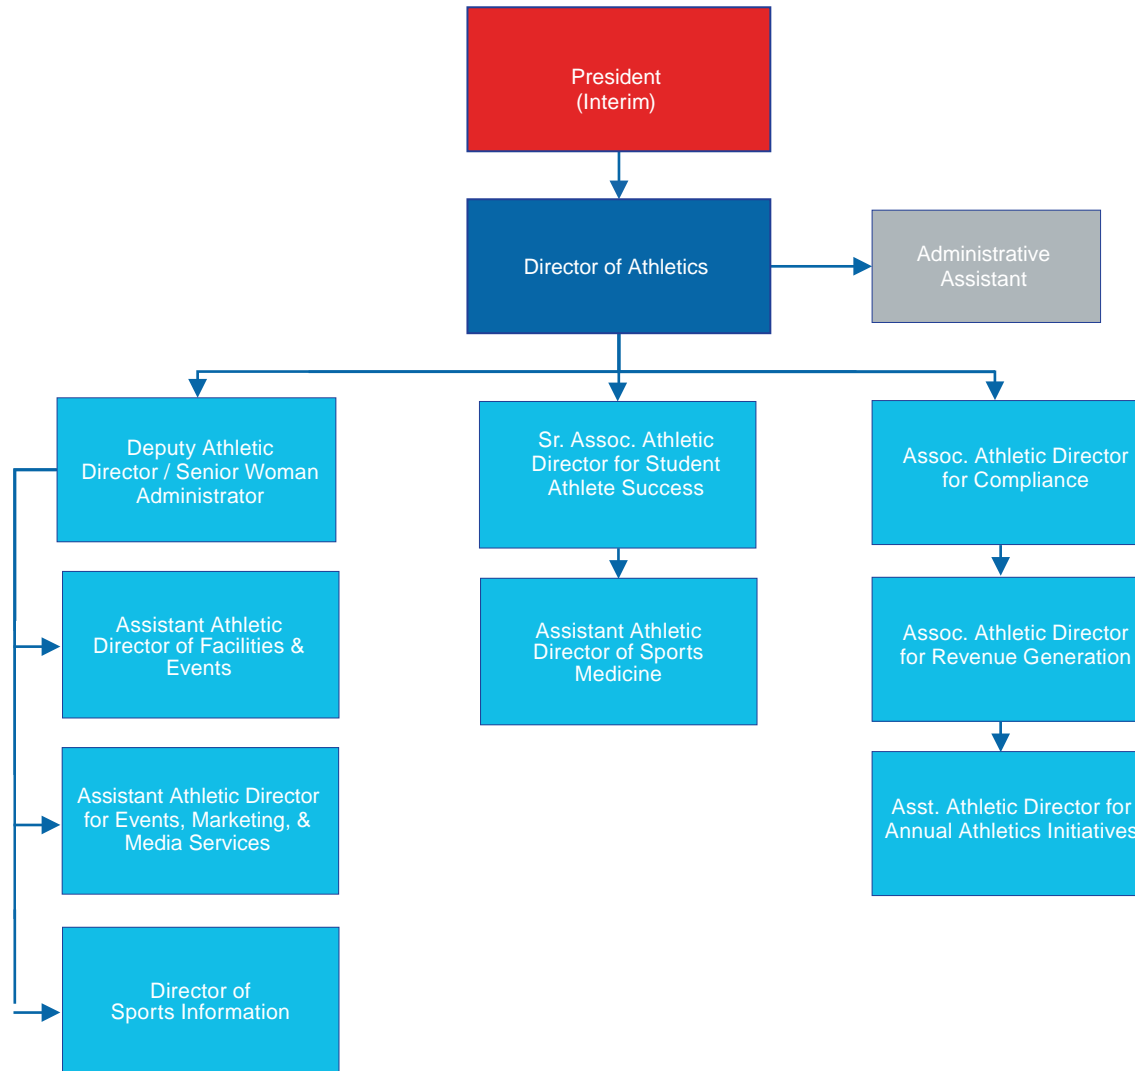 President
(Interim)
Director of Athletics
Administrative
Assistant
Deputy Athletic
Director / Senior Woman
Administrator
Sr. Assoc. Athletic
Director for Student
Athlete Success
Assoc. Athletic Director
for Compliance
Assistant Athletic
Director of Facilities &
Events
Assistant Athletic
Director of Sports
Medicine
Assoc. Athletic Director
for Revenue Generation
Assistant Athletic Director
for Events, Marketing, &
Media Services
Asst. Athletic Director for
Annual Athletics Initiatives
Director of
Sports Information